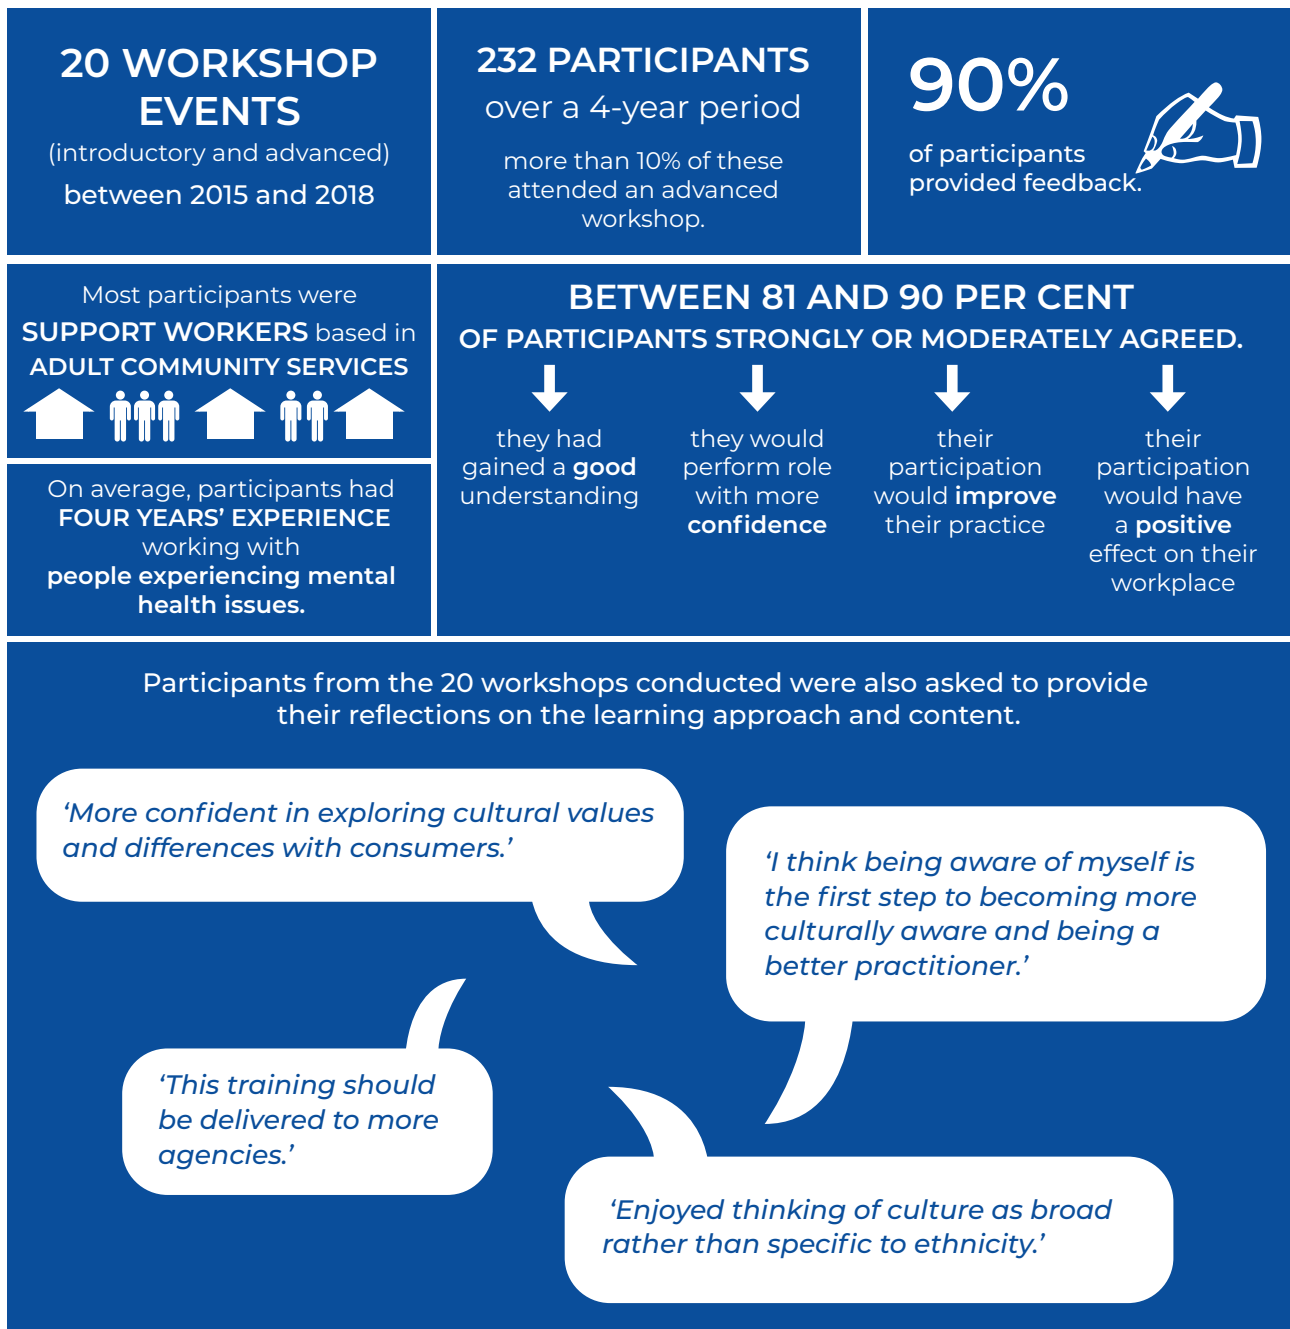 20 WORKSHOP
EVENTS
(introductory and advanced)
between 2015 and 2018
232 PARTICIPANTS
over a 4-year period
more than 10% of these
attended an advanced
workshop.
90%
of participants
provided feedback.
Most participants were
SUPPORT WORKERS based in
ADULT COMMUNITY SERVICES
On average, participants had
FOUR YEARS’ EXPERIENCE
working with
people experiencing mental
health issues.
BETWEEN 81 AND 90 PER CENT
OF PARTICIPANTS STRONGLY OR MODERATELY AGREED.
they had
gained a good
understanding
they would
perform role
with more
confidence
their
participation
would improve
their practice
their
participation
would have
a positive
effect on their
workplace
Participants from the 20 workshops conducted were also asked to provide
their reflections on the learning approach and content.
‘More confident in exploring cultural values
and differences with consumers.’
‘I think being aware of myself is
the first step to becoming more
culturally aware and being a
better practitioner.’
‘This training should
be delivered to more
agencies.’
‘Enjoyed thinking of culture as broad
rather than specific to ethnicity.’